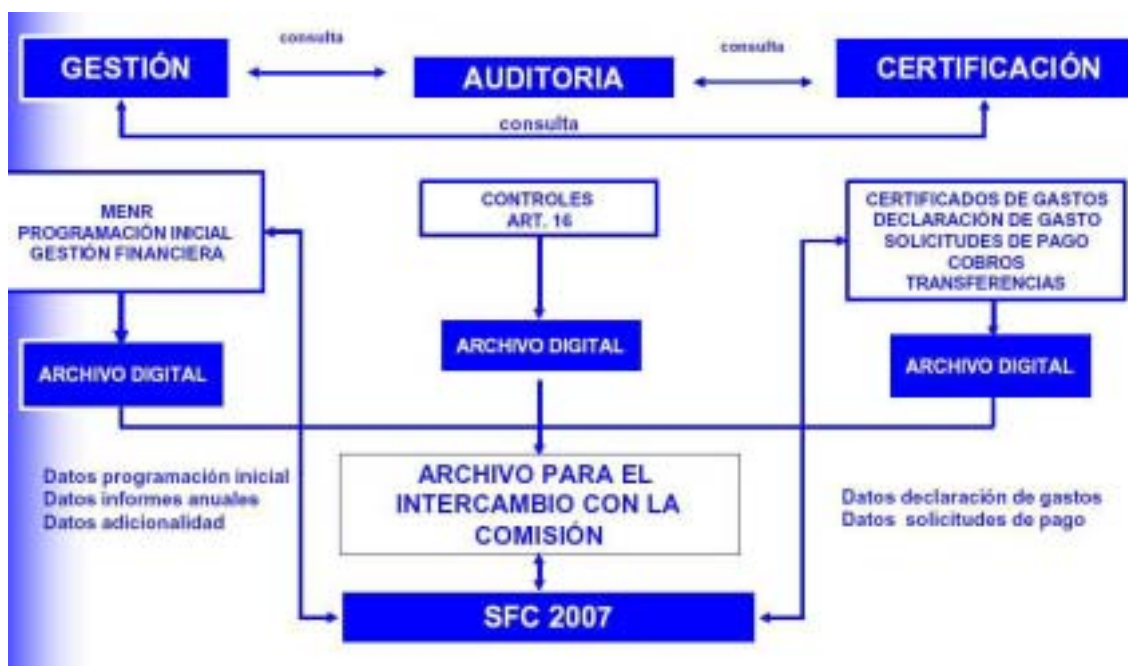 consulta
consulta
GESTIÓN
AUDITORIA
CERTIFICACIÓN
consulta
MENR
PROGRAMACIÓN INICIAL
GESTIÓN FINANCIERA
CONTROLES
ART. 16
CERTIFICADOS DE GASTOS
DECLARACIÓN DE GASTO
SOLICITUDES DE PAGO
COBROS
TRANSFERENCIAS
ARCHIVO DIGITAL
ARCHIVO DIGITAL
ARCHIVO DIGITAL
Datos programación inicial
Datos informes anuales
Datos adicionalidad
ARCHIVO PARA EL
INTERCAMBIO CON LA
COMISIÓN
Datos declaración de gastos
Datos solicitudes de pago
SFC 2007